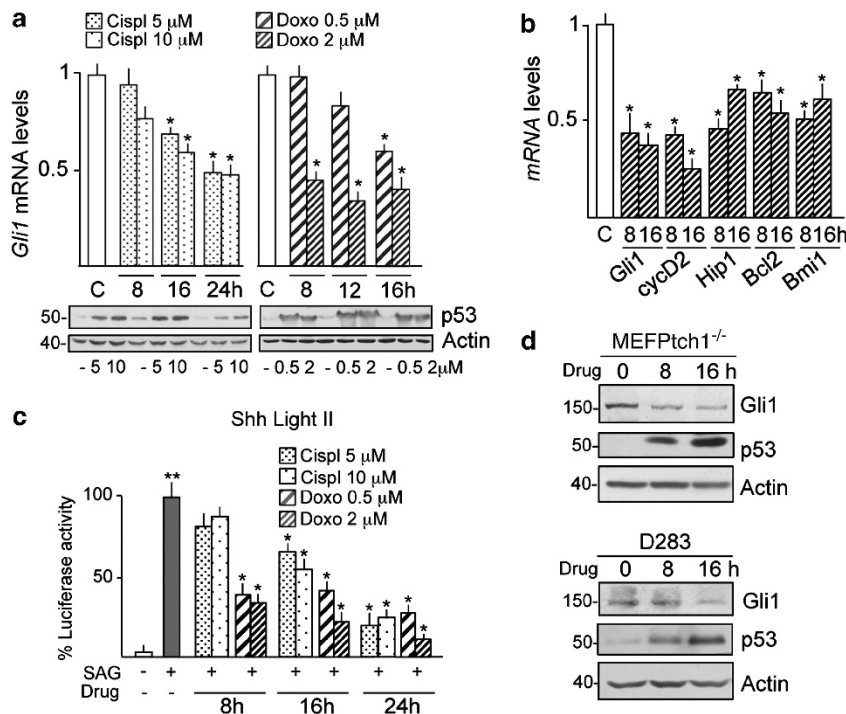 a
Cispl 5 µM
Cispl 10 µM
Doxo 0.5 µM
Doxo 2 µM
Gli1 mRNA levels
1
0.5
* * * *
* * * *
C 8 16 24h
C 8 12 16h
50-
40-
p53
Actin
- 5 10 - 5 10 - 5 10
- 0.5 2 - 0.5 2 - 0.5 2µM
b
mRNA levels
1
0.5
* * * * * * * * * *
C
8 16 8 16 8 16 8 16 8 16h
Gli1 cycD2 Hip1 Bcl2 Bmi1
c
Shh Light II
Cispl 5 µM
Cispl 10 µM
Doxo 0.5 µM
Doxo 2 µM
% Luciferase activity
100
50
**
* * * * * * * * * *
SAG - + + + + + + +
Drug - - 8h 16h 24h
d
MEFPtch1-/-
Drug 0 8 16 h
150- Gli1
50- p53
40- Actin
D283
Drug 0 8 16 h
150- Gli1
50- p53
40- Actin